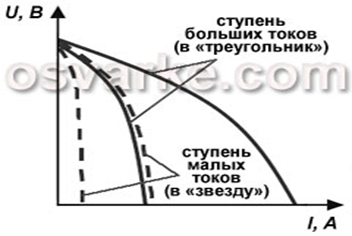 U, В
ступень
больших токов
(в «треугольник»)
osvarke.com
ступень
малых
токов
(в «звезду»)
I, А